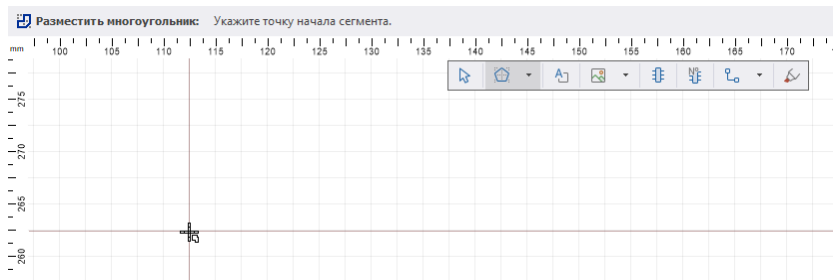 Разместить многоугольник: Укажите точку начала сегмента.
mm 100 105 110 115 120 125 130 135 140 145 150 155 160 165 170
275
270
265
260
A
N